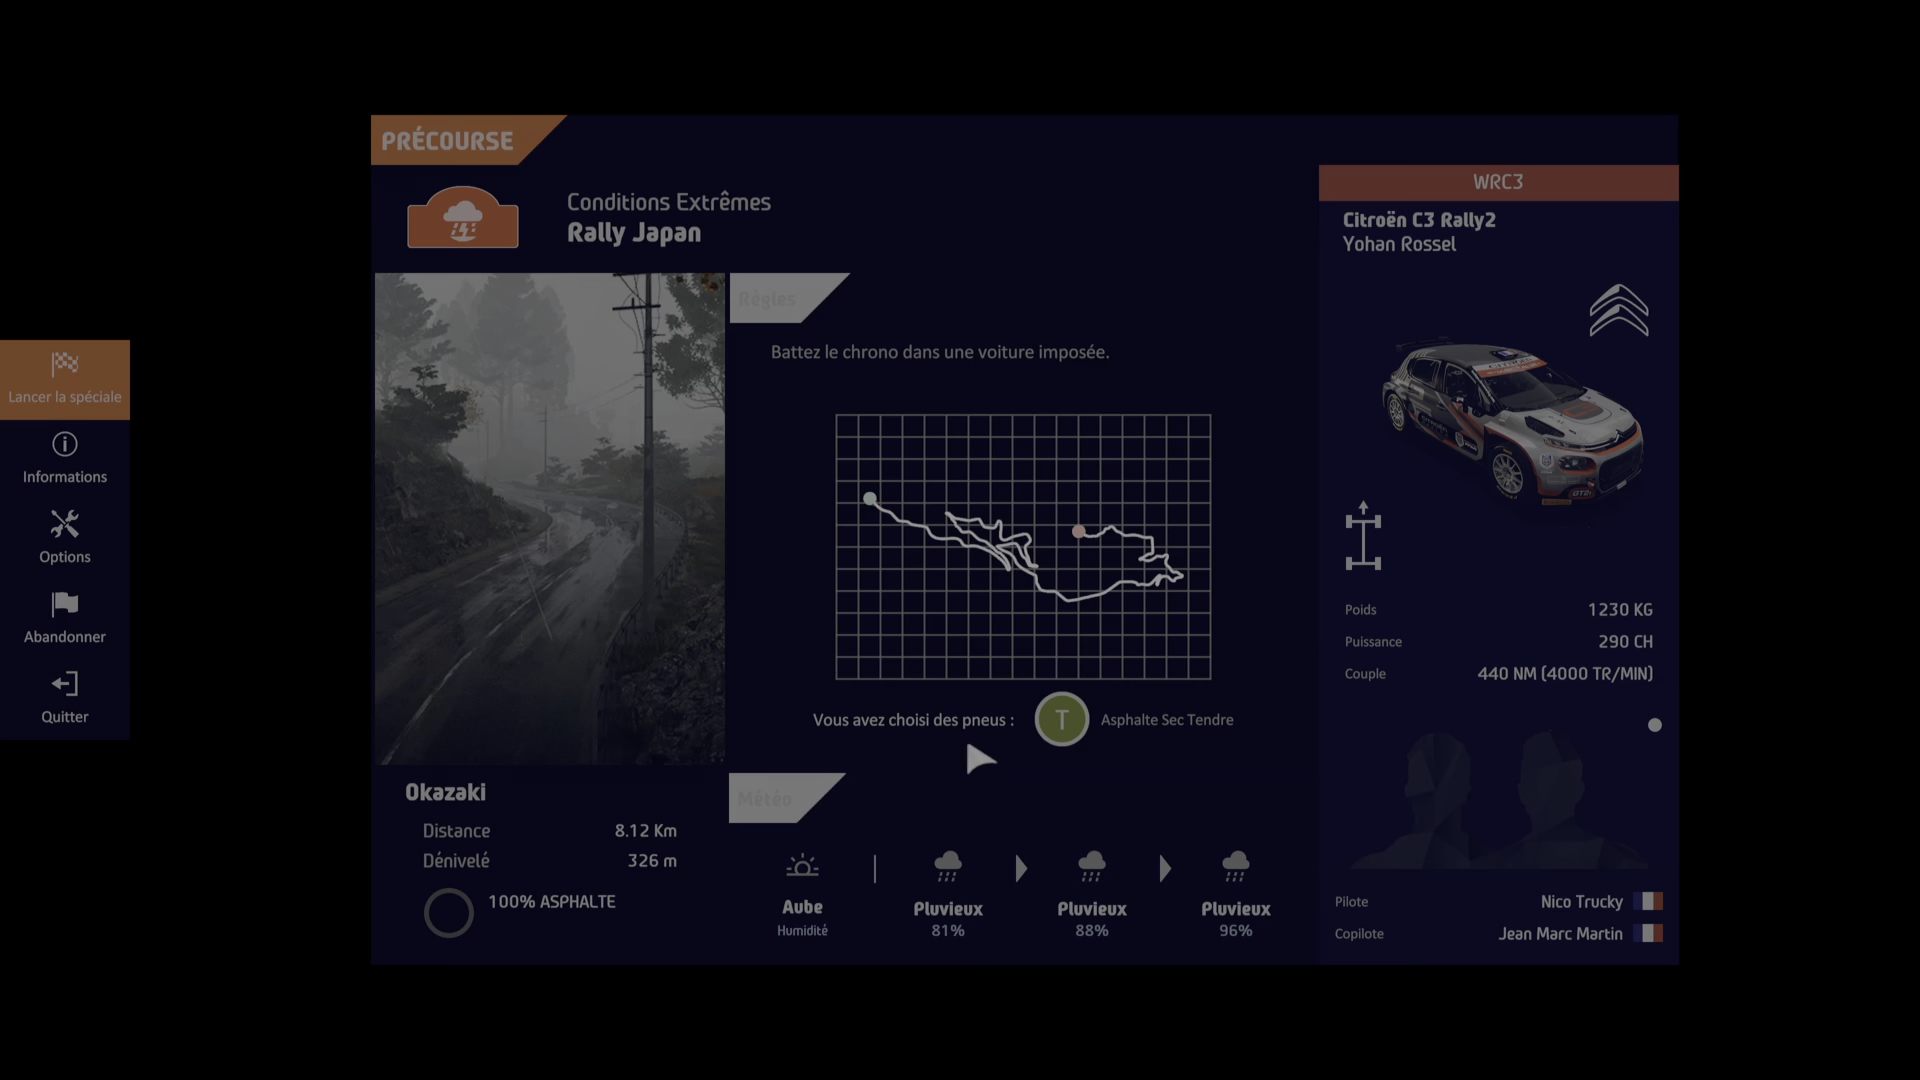 PRÉCOURSE
Conditions Extrêmes
Rally Japan
Lancer la spéciale
Informations
Options
Abandonner
Quitter
Règles
Battez le chrono dans une voiture imposée.
Vous avez choisi des pneus :
T
Asphalte Sec Tendre
Okazaki
Distance 8.12 Km
Dénivelé 326 m
100% ASPHALTE
Météo
Aube
Humidité
Pluvieux
81%
Pluvieux
88%
Pluvieux
96%
WRC3
Citroën C3 Rally2
Yohan Rossel
Poids 1230 KG
Puissance 290 CH
Couple 440 NM (4000 TR/MIN)
Pilote Nico Trucky
Copilote Jean Marc Martin